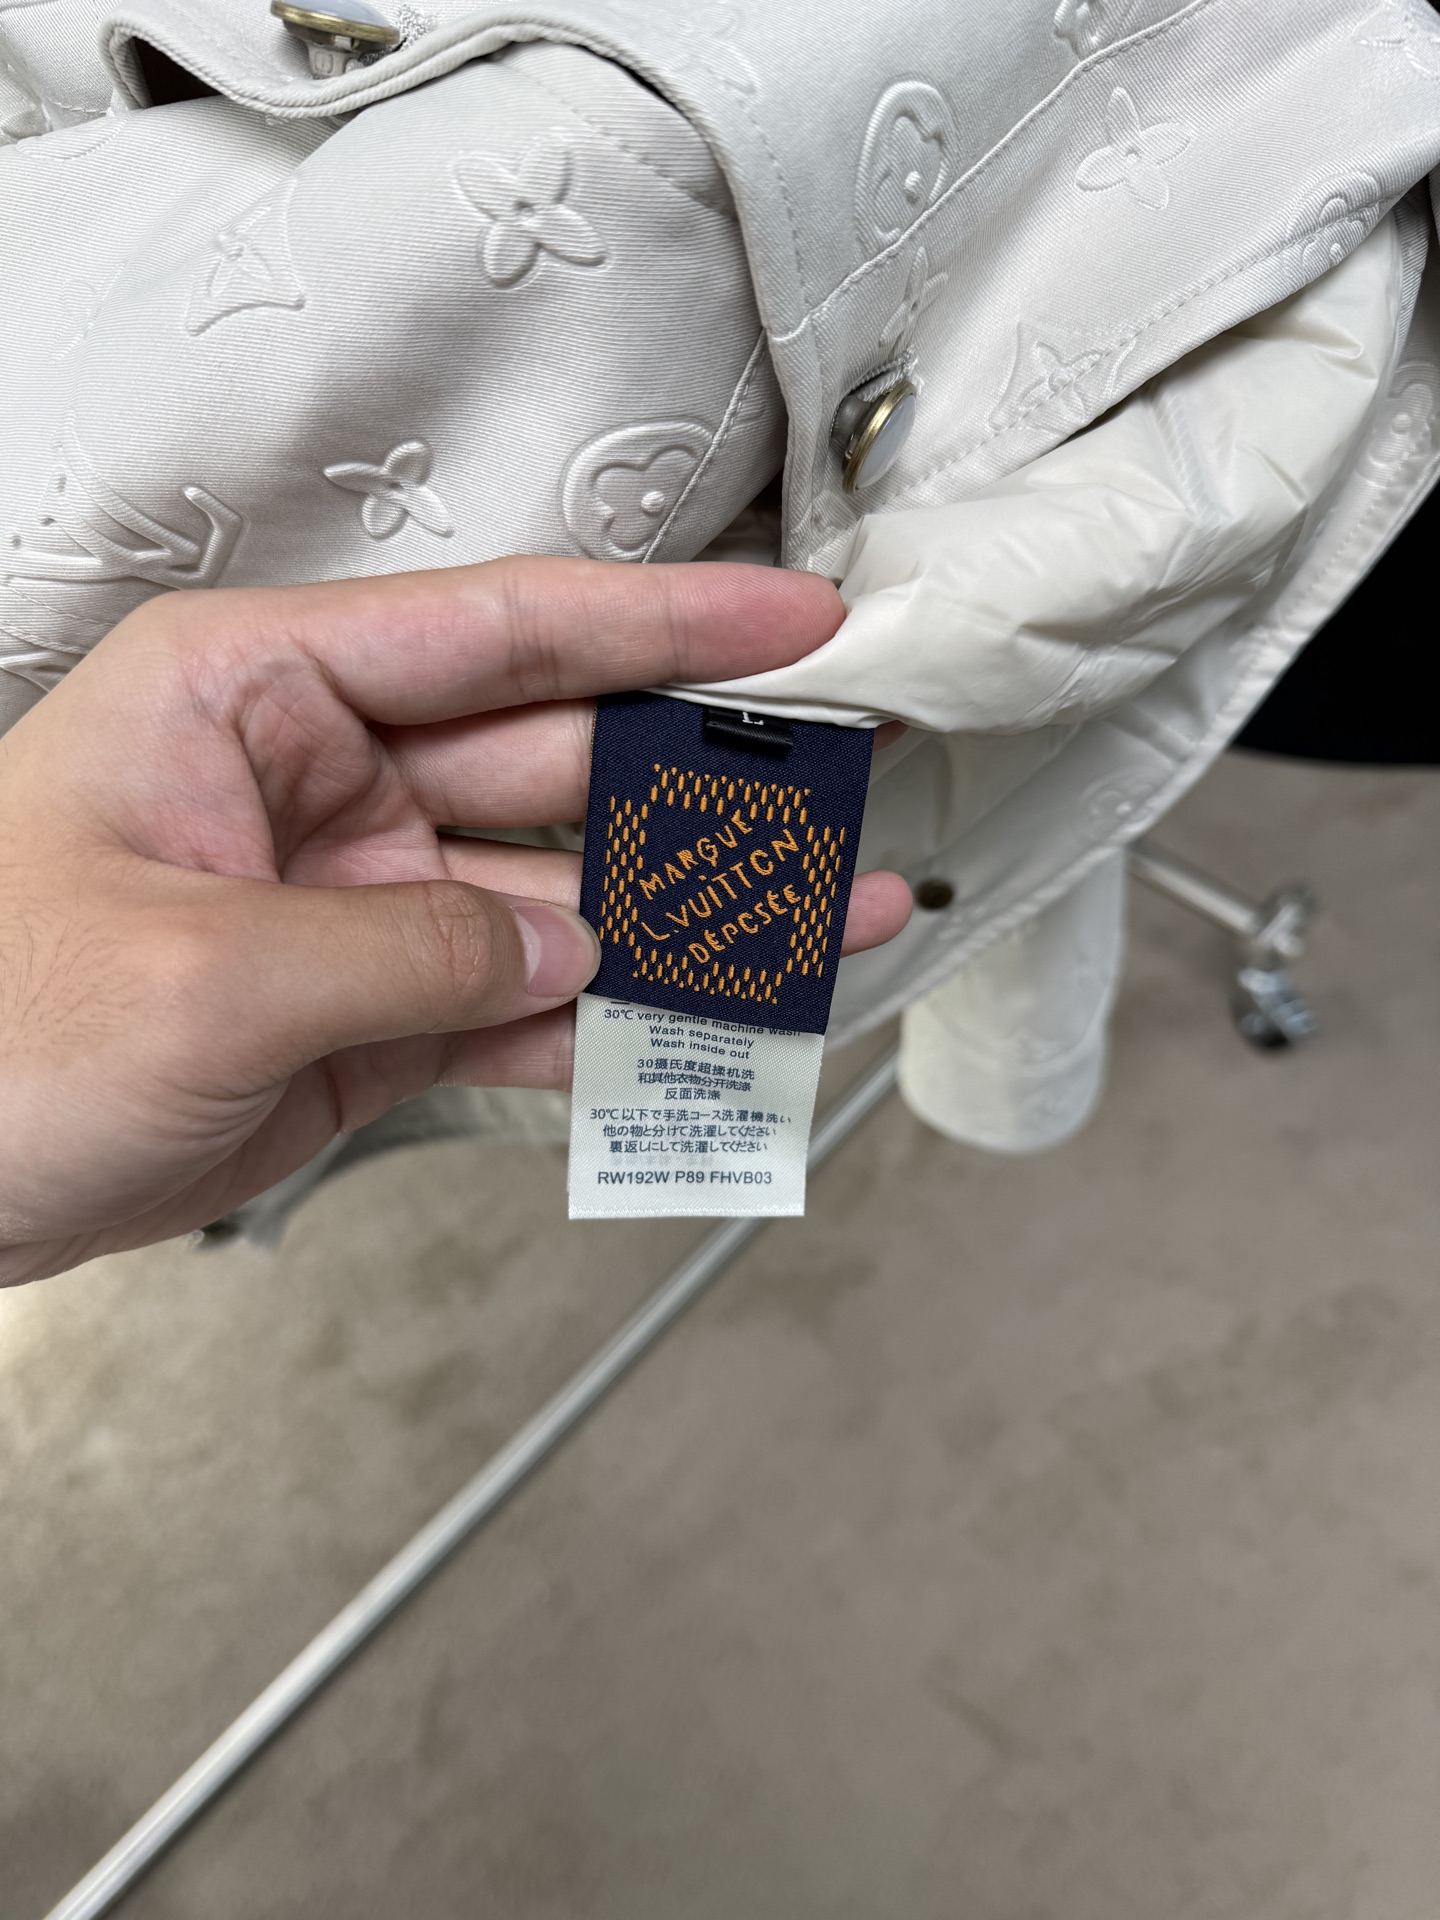 L
MARQUE
L.VUITTON
DÉPOSÉE
30℃ very gentle machine wash
Wash separately
Wash inside out
30摄氏度超揉机洗
和其他衣物分开洗涤
反面洗涤
30℃以下で手洗コース洗濯機洗い
他の物と分けて洗濯してください
裏返しにして洗濯してください
RW192W P89 FHVB03